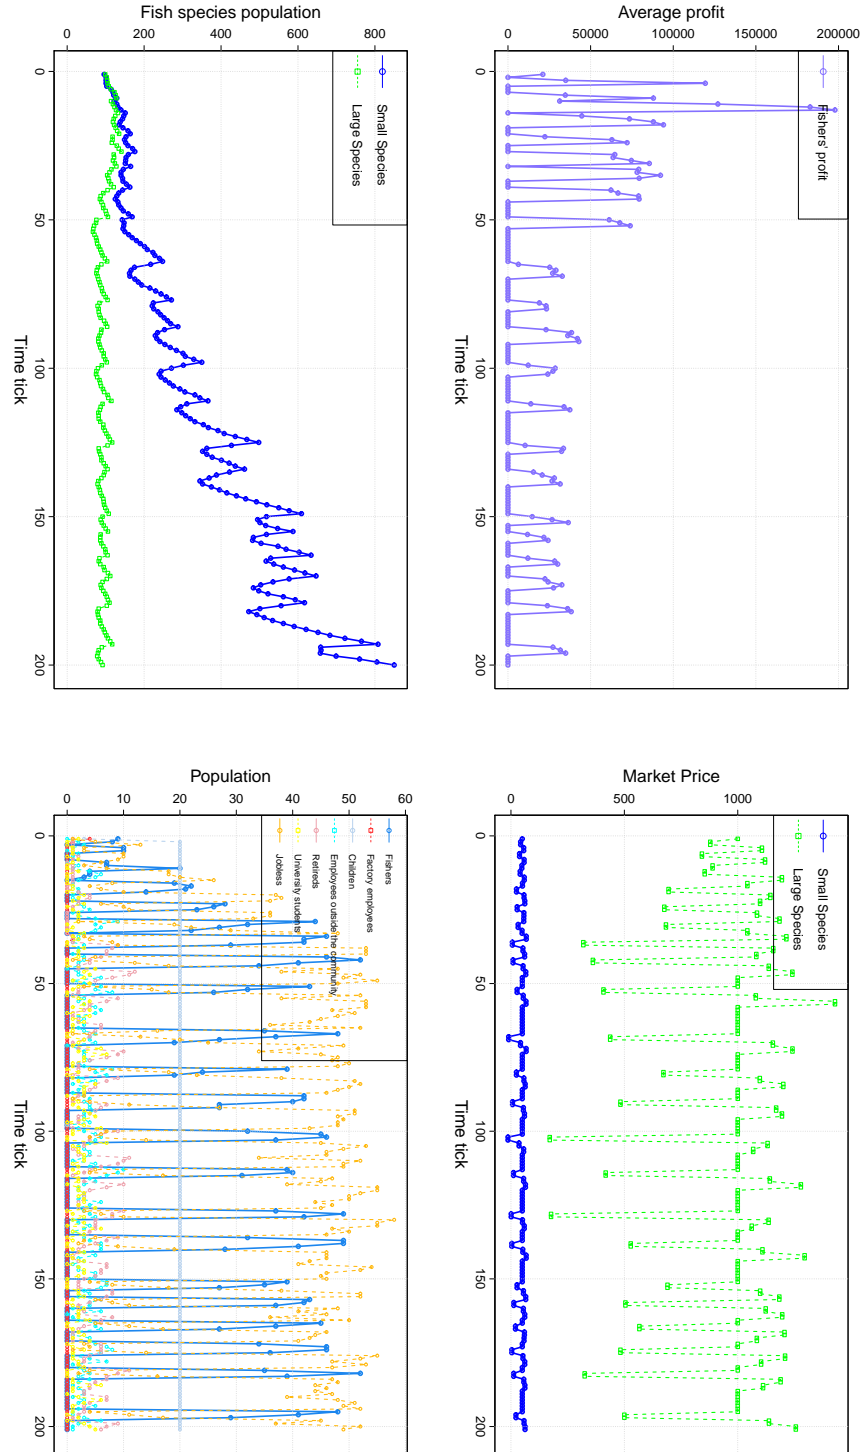 Fish species population
0 200 400 600 800
Small Species
Large Species
0 50 100 150 200
Time tick
Average profit
0 50000 100000 150000 200000
Fishers' profit
0 50 100 150 200
Time tick
Population
0 10 20 30 40 50 60
Fishers
Factory employees
Children
Employees outside the community
Retireds
University students
Jobless
0 50 100 150 200
Time tick
Market Price
0 500 1000
Small Species
Large Species
0 50 100 150 200
Time tick